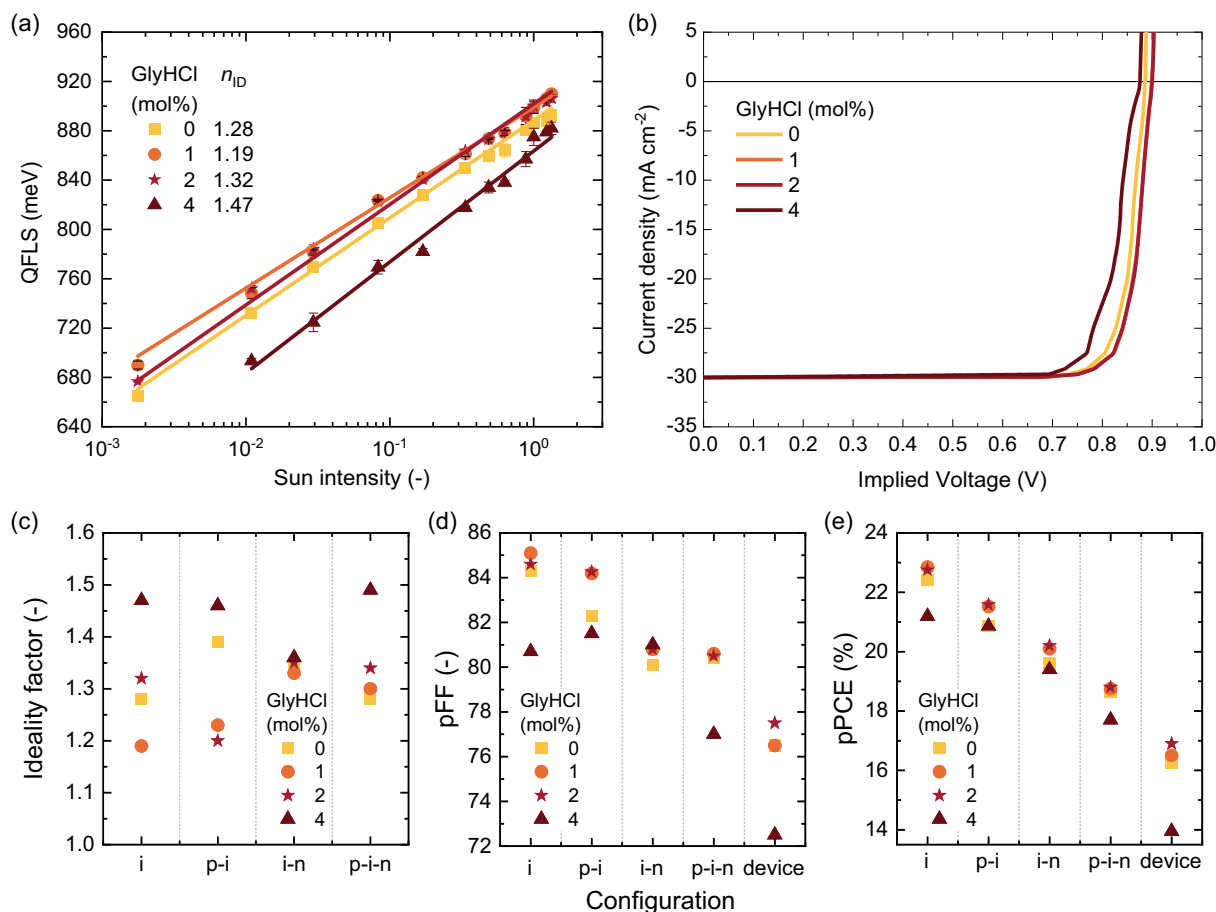 (a)
960
920
880
840
800
760
720
680
640
QFLS (meV)
GlyHCl n_ID
(mol%)
0 1.28
1 1.19
2 1.32
4 1.47
10⁻³ 10⁻² 10⁻¹ 10⁰
Sun intensity (-)
(b)
5
0
-5
-10
-15
-20
-25
-30
-35
Current density (mA cm⁻²)
GlyHCl (mol%)
0
1
2
4
0.0 0.1 0.2 0.3 0.4 0.5 0.6 0.7 0.8 0.9 1.0
Implied Voltage (V)
(c)
1.6
1.5
1.4
1.3
1.2
1.1
1.0
Ideality factor (-)
GlyHCl
(mol%)
0
1
2
4
i p-i i-n p-i-n
(d)
86
84
82
80
78
76
74
72
pFF (-)
GlyHCl
(mol%)
0
1
2
4
i p-i i-n p-i-n device
(e)
24
22
20
18
16
14
pPCE (%)
GlyHCl
(mol%)
0
1
2
4
i p-i i-n p-i-n device
Configuration